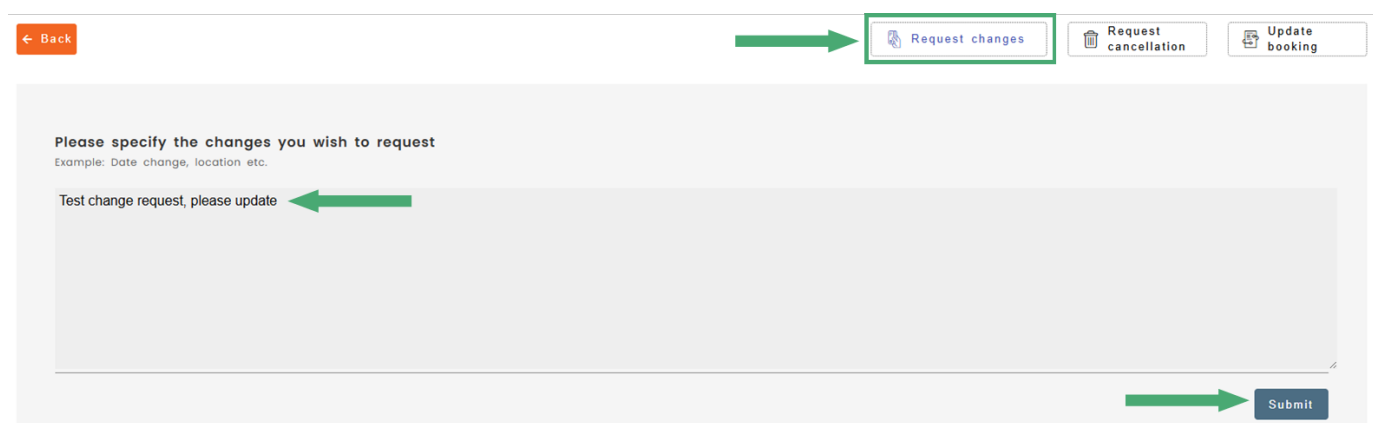 ← Back
Request changes
Request
cancellation
Update
booking
Please specify the changes you wish to request
Example: Date change, location etc.
Test change request, please update
Submit